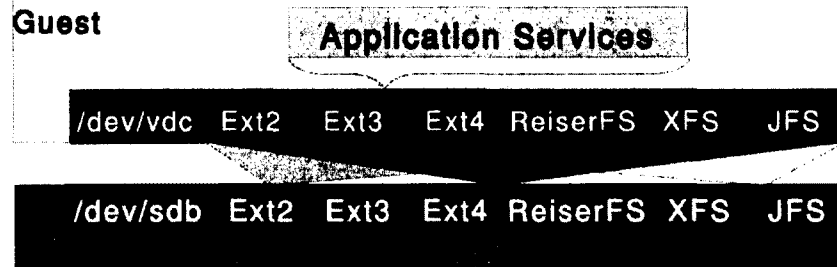 Guest
Application Services
/dev/vdc Ext2 Ext3 Ext4 ReiserFS XFS JFS
/dev/sdb Ext2 Ext3 Ext4 ReiserFS XFS JFS